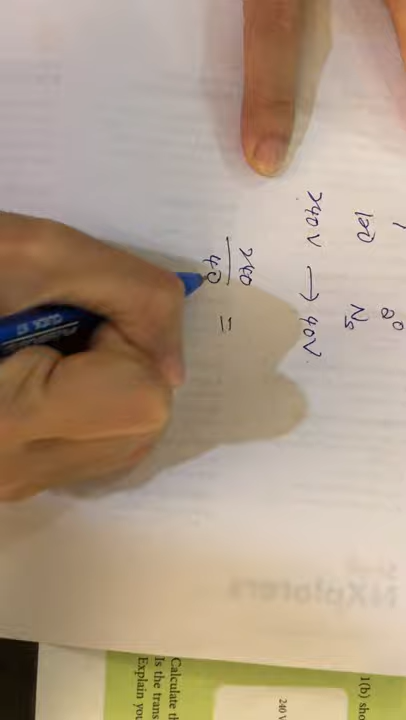 120 Ns
240V → 40V
240
40
=
NXplorers
1(b) sho
240 V
Calculate th
Is the trans
Explain you